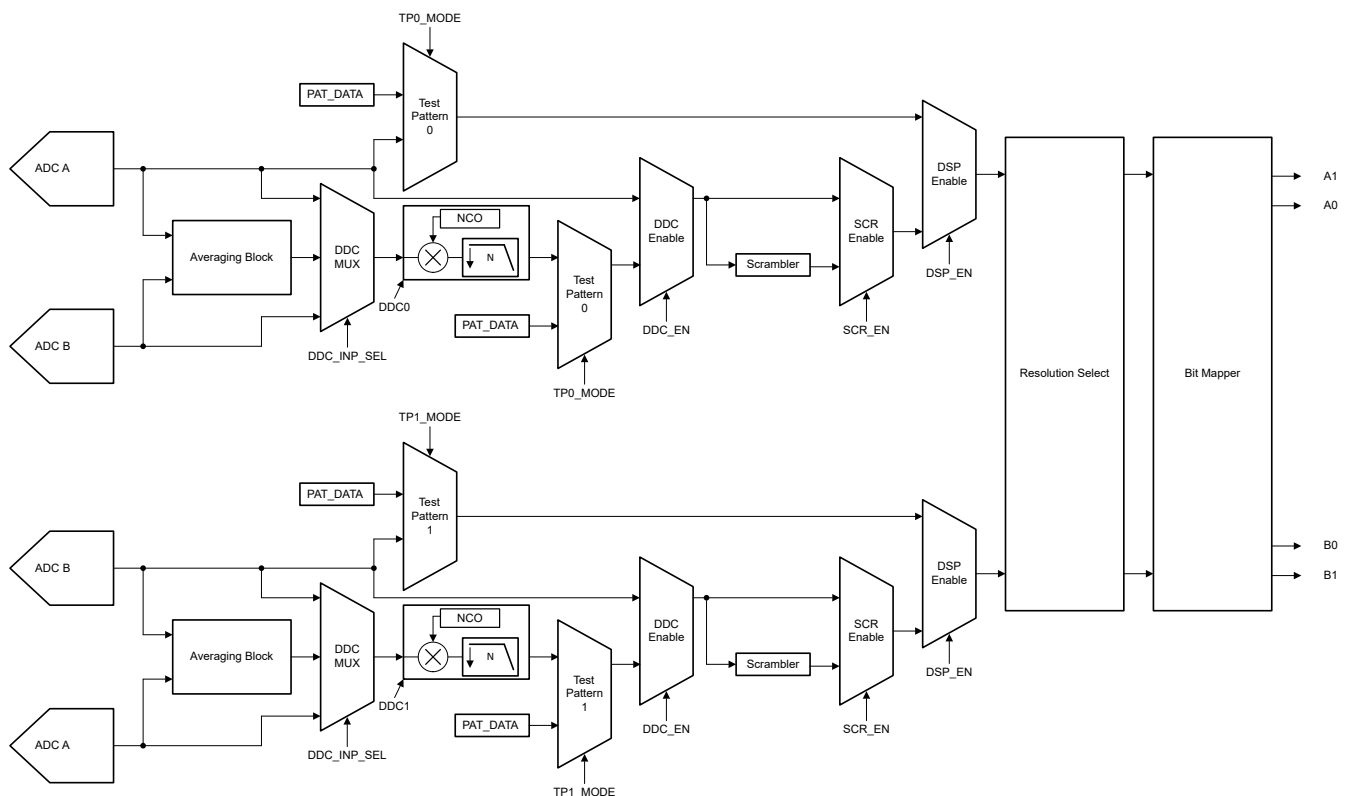 TP0_MODE
PAT_DATA
Test
Pattern
0
ADC A
DSP
Enable
A1
A0
NCO
DDC
Enable
SCR
Enable
Averaging Block
DDC
MUX
N
Test
Pattern
0
Scrambler
DSP_EN
DDC0
ADC B
PAT_DATA
DDC_EN
SCR_EN
DDC_INP_SEL
TP0_MODE
Resolution Select
Bit Mapper
TP1_MODE
PAT_DATA
Test
Pattern
1
ADC B
DSP
Enable
B0
B1
NCO
DDC
Enable
SCR
Enable
Averaging Block
DDC
MUX
N
Test
Pattern
1
Scrambler
DSP_EN
DDC1
ADC A
PAT_DATA
DDC_EN
SCR_EN
DDC_INP_SEL
TP1_MODE